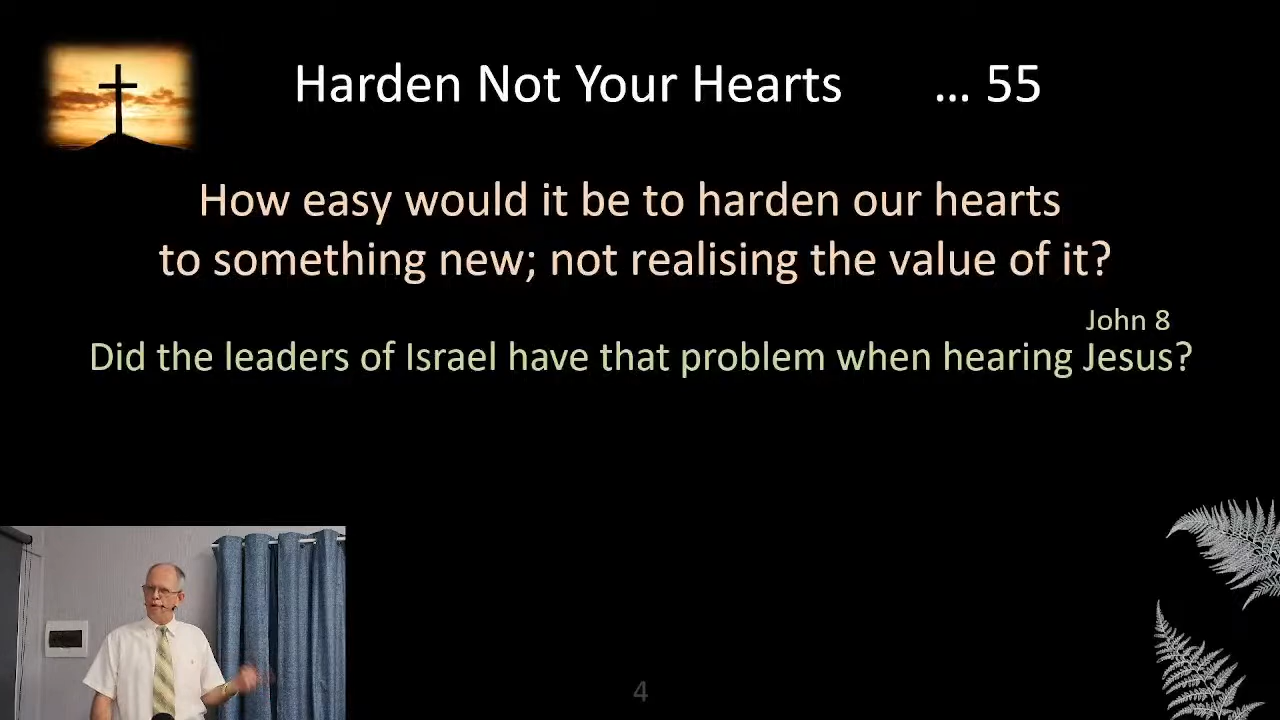 Harden Not Your Hearts ... 55
How easy would it be to harden our hearts
to something new; not realising the value of it?
John 8
Did the leaders of Israel have that problem when hearing Jesus?
4